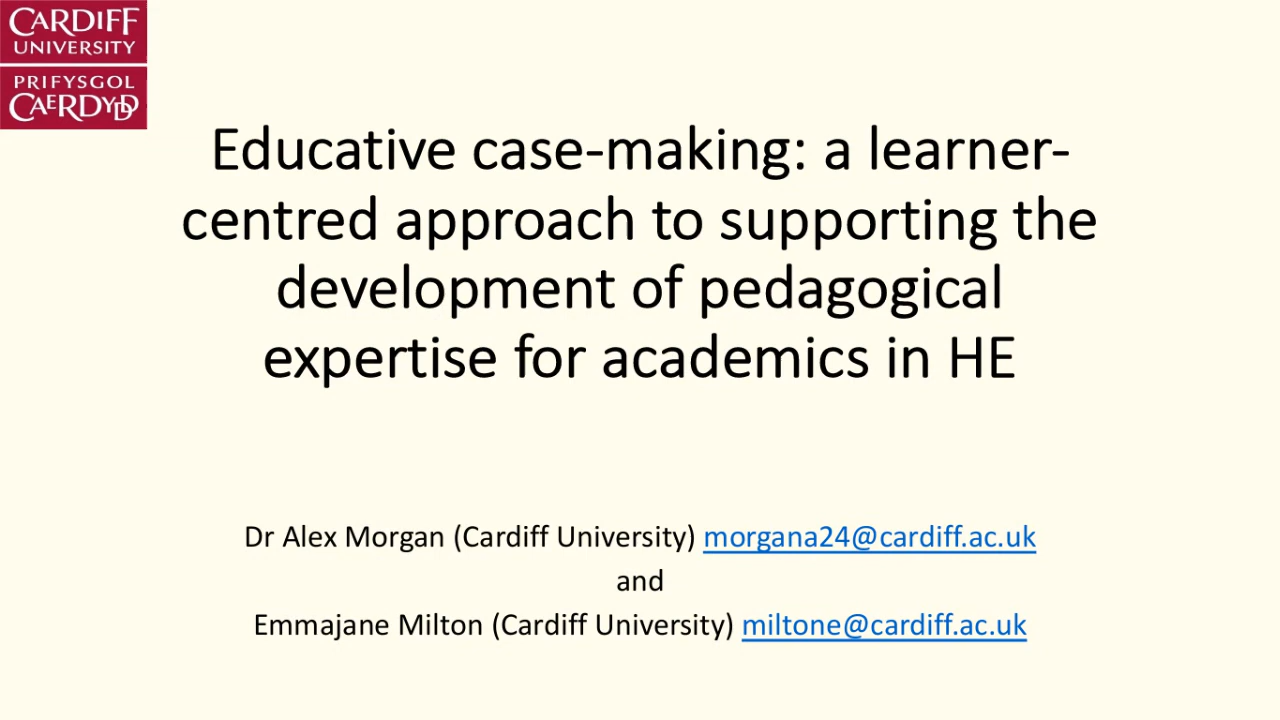 CARDIFF
UNIVERSITY
PRIFYSGOL
CAERDYDD
Educative case-making: a learner-
centred approach to supporting the
development of pedagogical
expertise for academics in HE
Dr Alex Morgan (Cardiff University) morgana24@cardiff.ac.uk
and
Emmajane Milton (Cardiff University) miltone@cardiff.ac.uk